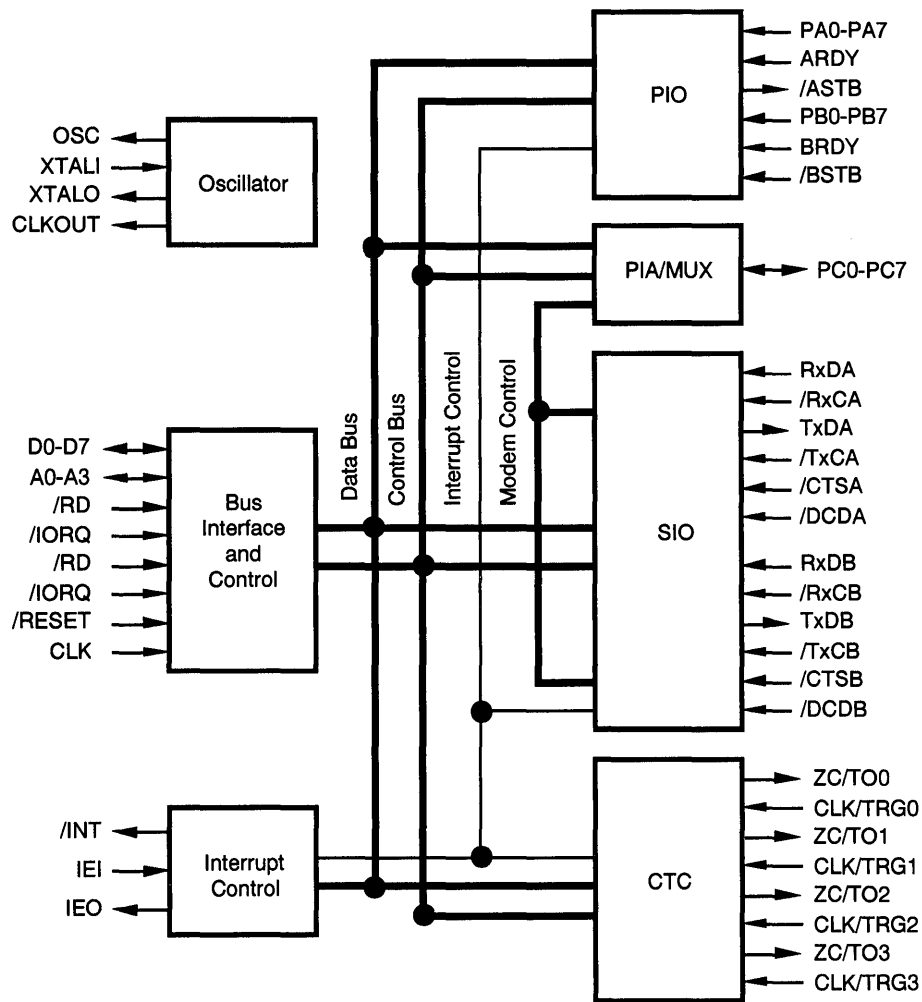 PIO
PA0-PA7
ARDY
/ASTB
PB0-PB7
BRDY
/BSTB
OSC
XTALI
XTALO
CLKOUT
Oscillator
PIA/MUX
PC0-PC7
Data Bus
Control Bus
Interrupt Control
Modem Control
D0-D7
A0-A3
/RD
/IORQ
/RD
/IORQ
/RESET
CLK
Bus
Interface
and
Control
SIO
RxDA
/RxCA
TxDA
/TxCA
/CTSA
/DCDA
RxDB
/RxCB
TxDB
/TxCB
/CTSB
/DCDB
/INT
IEI
IEO
Interrupt
Control
CTC
ZC/TO0
CLK/TRG0
ZC/TO1
CLK/TRG1
ZC/TO2
CLK/TRG2
ZC/TO3
CLK/TRG3